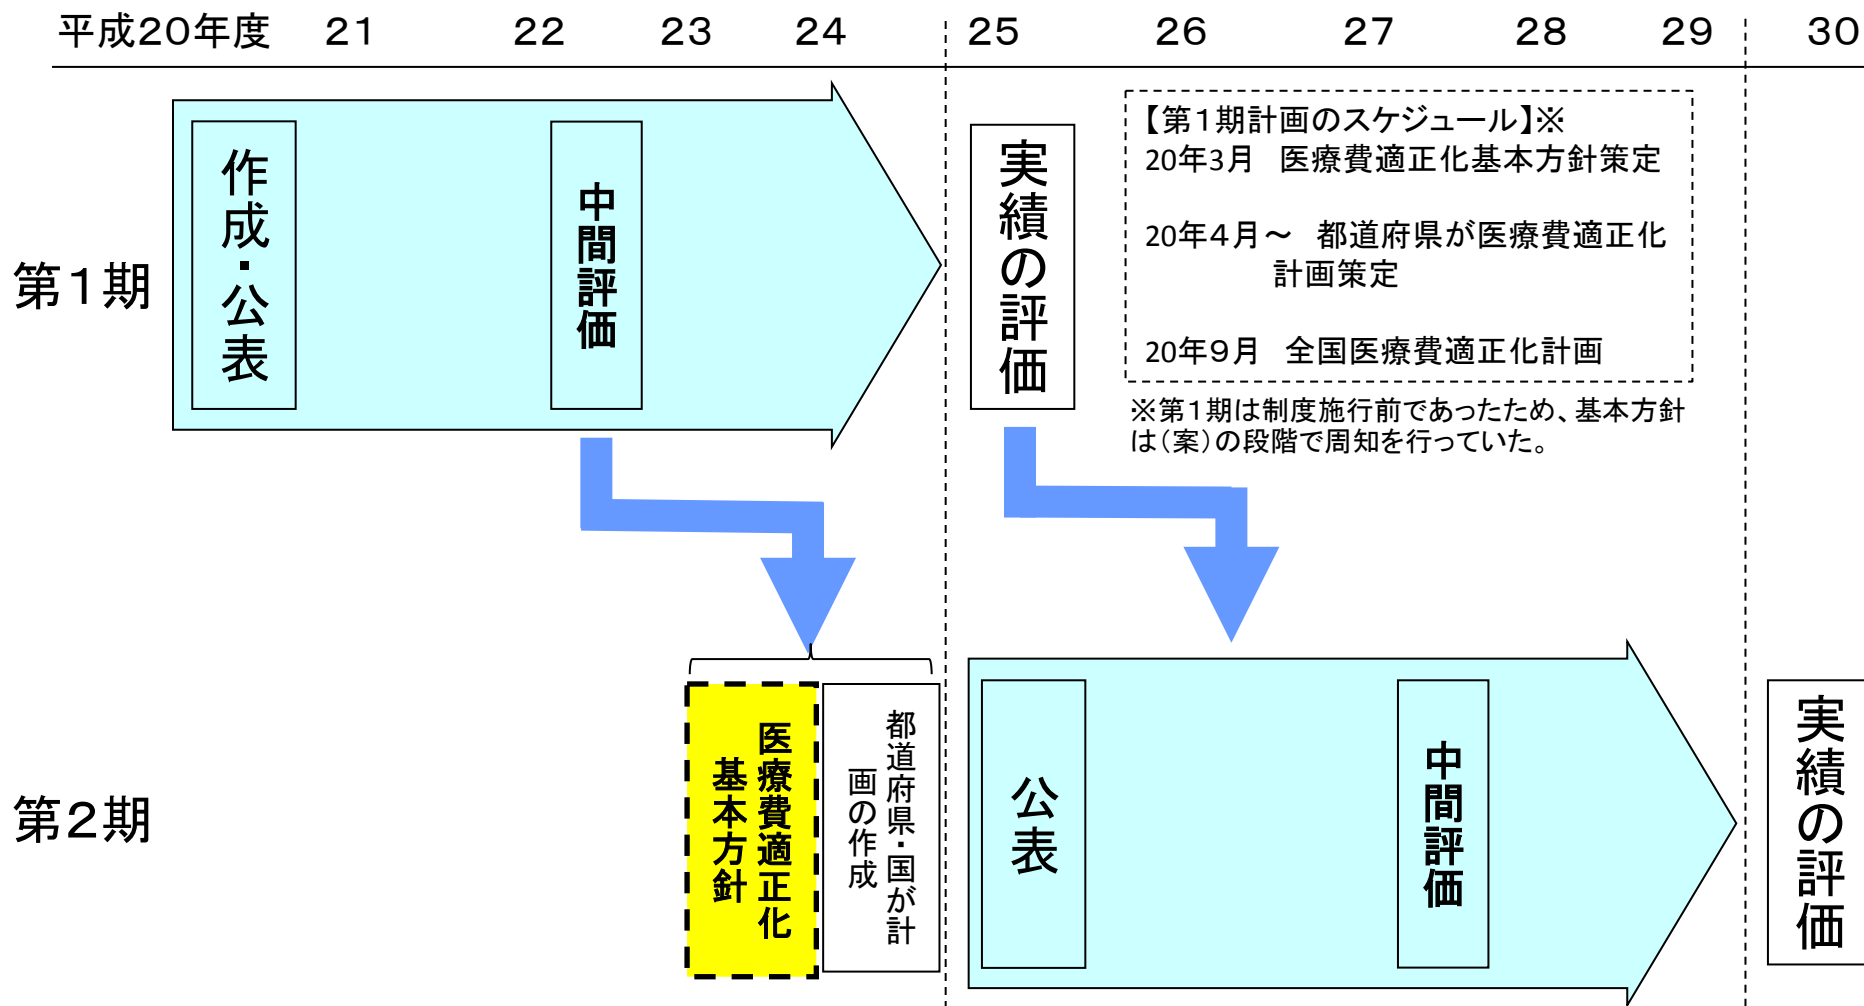 平成20年度 21 22 23 24 25 26 27 28 29 30
第1期
作成・公表
中間評価
実績の評価
【第1期計画のスケジュール】※
20年3月 医療費適正化基本方針策定
20年4月~ 都道府県が医療費適正化
計画策定
20年9月 全国医療費適正化計画
※第1期は制度施行前であったため、基本方針
は(案)の段階で周知を行っていた。
第2期
医療費適正化
基本方針
都道府県・国が計
画の作成
公表
中間評価
実績の評価